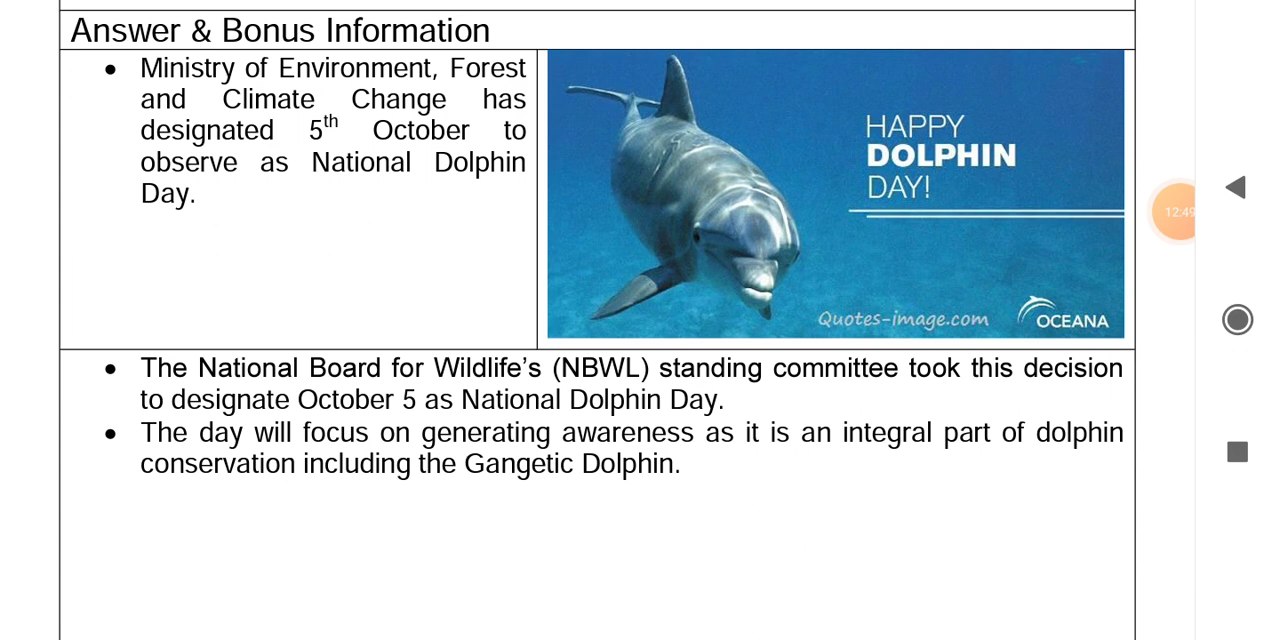 Answer & Bonus Information
• Ministry of Environment, Forest
and Climate Change has
designated 5th October to
observe as National Dolphin
Day.
HAPPY
DOLPHIN
DAY!
Quotes-image.com
OCEANA
• The National Board for Wildlife’s (NBWL) standing committee took this decision
to designate October 5 as National Dolphin Day.
• The day will focus on generating awareness as it is an integral part of dolphin
conservation including the Gangetic Dolphin.
12:49